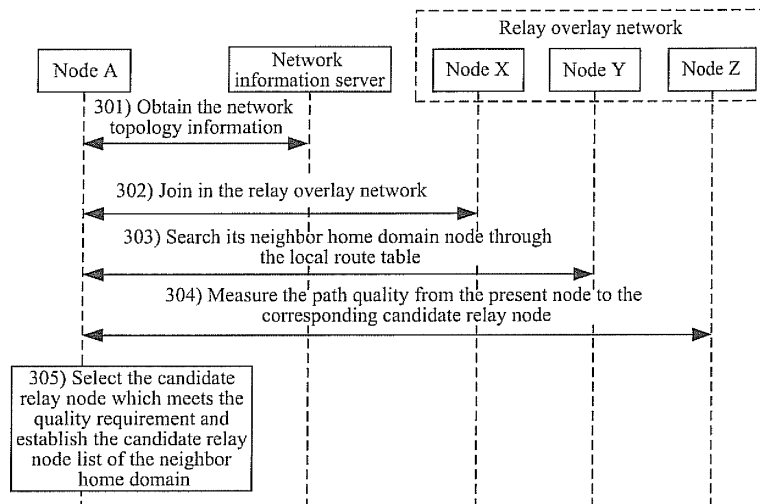 Relay overlay network
Node A
Network
information server
Node X
Node Y
Node Z
301) Obtain the network
topology information
302) Join in the relay overlay network
303) Search its neighbor home domain node through
the local route table
304) Measure the path quality from the present node to the
corresponding candidate relay node
305) Select the candidate
relay node which meets the
quality requirement and
establish the candidate relay
node list of the neighbor
home domain